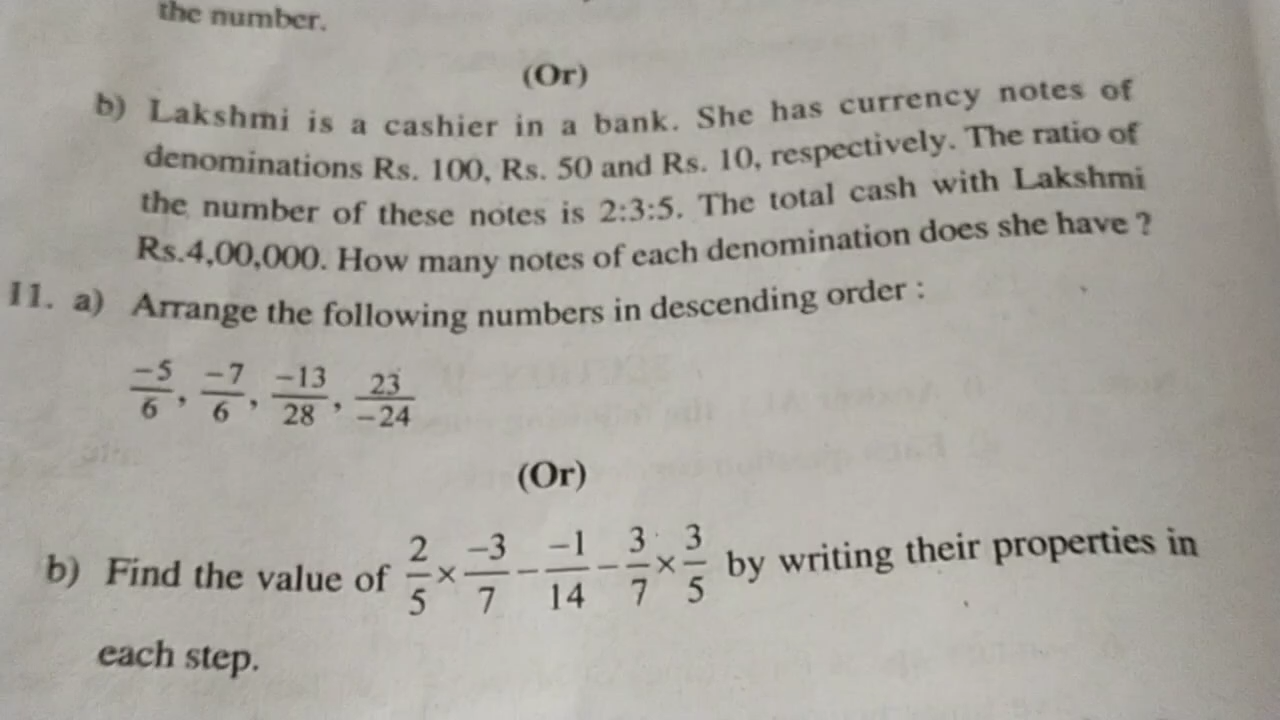 the number.
(Or)
b) Lakshmi is a cashier in a bank. She has currency notes of
denominations Rs. 100, Rs. 50 and Rs. 10, respectively. The ratio of
the number of these notes is 2:3:5. The total cash with Lakshmi
Rs.4,00,000. How many notes of each denomination does she have ?
11. a) Arrange the following numbers in descending order :
-5/6, -7/6, -13/28, 23/-24
(Or)
b) Find the value of 2/5 × -3/7 - -1/14 - 3/7 × 3/5 by writing their properties in
each step.